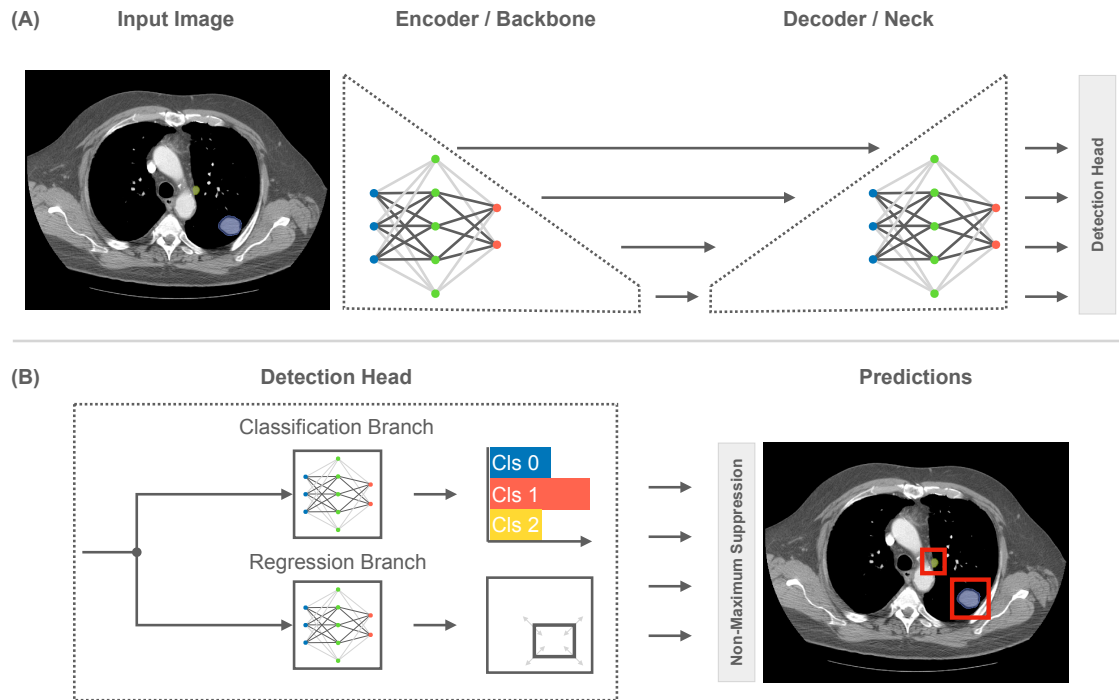 (A)
Input Image
Encoder / Backbone
Decoder / Neck
Detection Head
(B)
Detection Head
Predictions
Classification Branch
Cls 0
Cls 1
Cls 2
Regression Branch
Non-Maximum Suppression